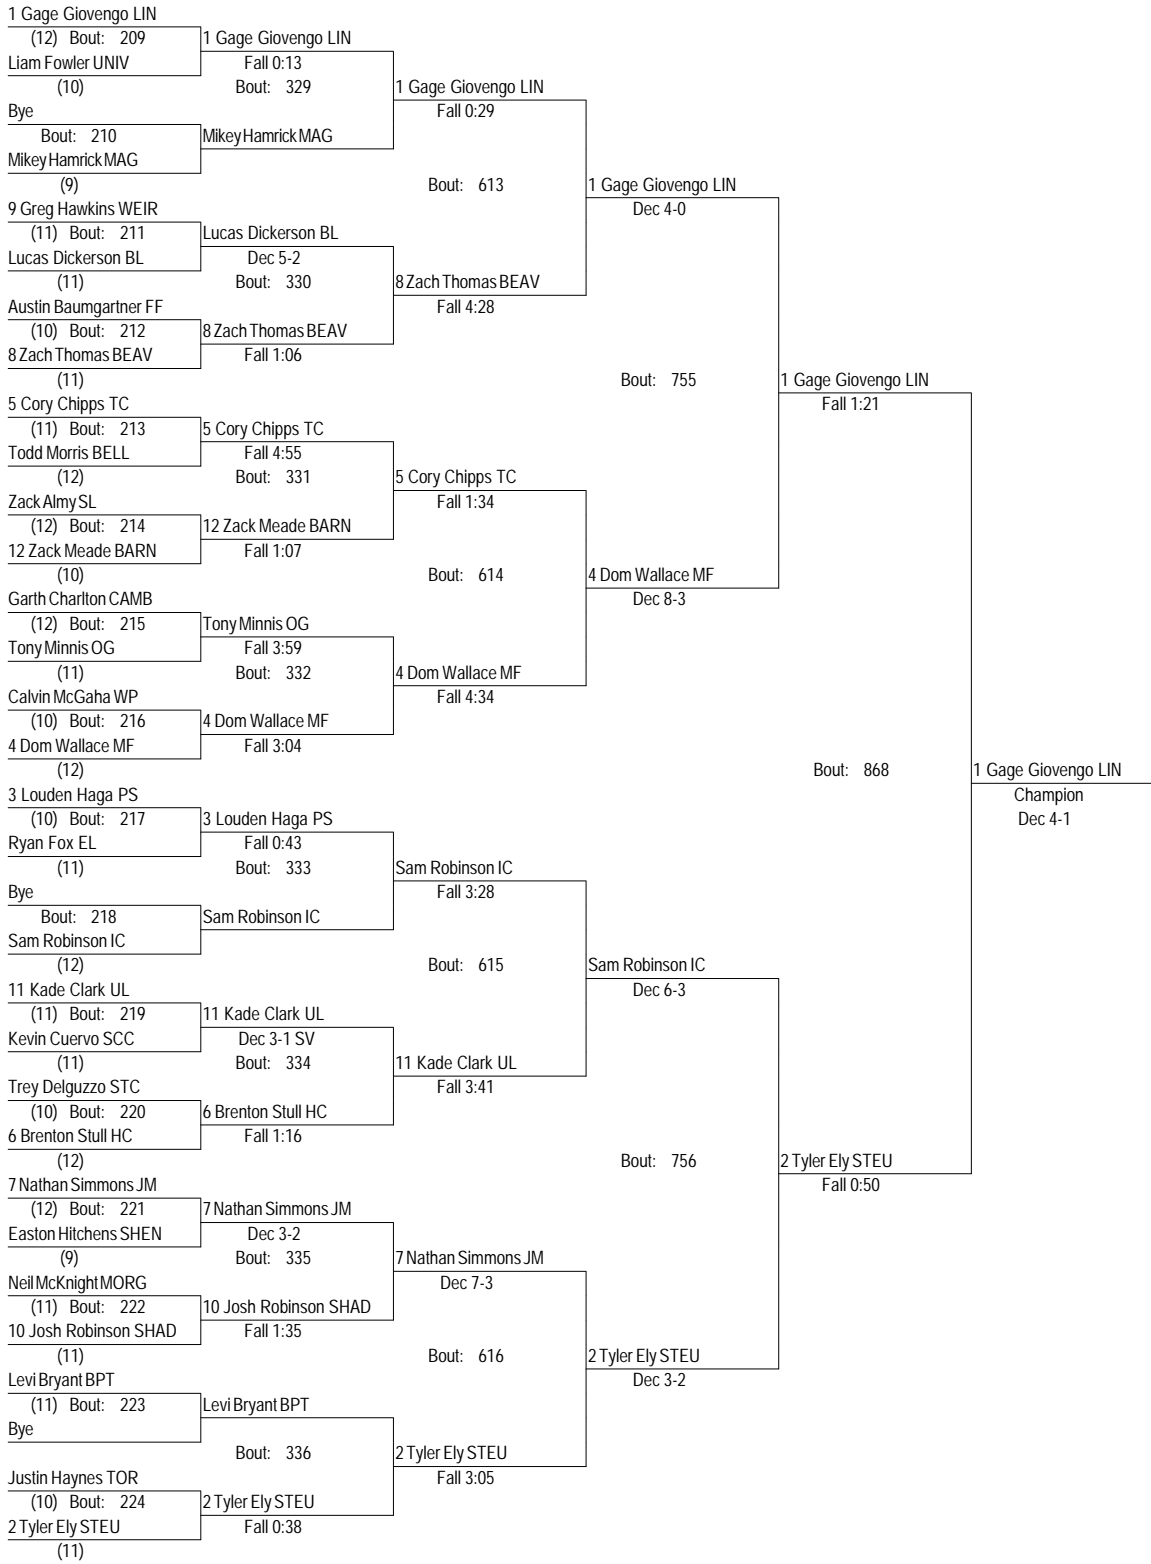 1 Gage Giovengo LIN
(12) Bout: 209
1 Gage Giovengo LIN
Liam Fowler UNIV
Fall 0:13
(10)
Bout: 329
1 Gage Giovengo LIN
Bye
Fall 0:29
Bout: 210
Mikey Hamrick MAG
Mikey Hamrick MAG
(9)
Bout: 613
1 Gage Giovengo LIN
9 Greg Hawkins WEIR
Dec 4-0
(11) Bout: 211
Lucas Dickerson BL
Lucas Dickerson BL
Dec 5-2
(11)
Bout: 330
8 Zach Thomas BEAV
Austin Baumgartner FF
Fall 4:28
(10) Bout: 212
8 Zach Thomas BEAV
8 Zach Thomas BEAV
Fall 1:06
(11)
Bout: 755
1 Gage Giovengo LIN
5 Cory Chipps TC
Fall 1:21
(11) Bout: 213
5 Cory Chipps TC
Todd Morris BELL
Fall 4:55
(12)
Bout: 331
5 Cory Chipps TC
Zack Almy SL
Fall 1:34
(12) Bout: 214
12 Zack Meade BARN
12 Zack Meade BARN
Fall 1:07
(10)
Bout: 614
4 Dom Wallace MF
Garth Charlton CAMB
Dec 8-3
(12) Bout: 215
Tony Minnis OG
Tony Minnis OG
Fall 3:59
(11)
Bout: 332
4 Dom Wallace MF
Calvin McGaha WP
Fall 4:34
(10) Bout: 216
4 Dom Wallace MF
4 Dom Wallace MF
Fall 3:04
(12)
Bout: 868
1 Gage Giovengo LIN
3 Louden Haga PS
Champion
(10) Bout: 217
3 Louden Haga PS
Dec 4-1
Ryan Fox EL
Fall 0:43
(11)
Bout: 333
Sam Robinson IC
Bye
Fall 3:28
Bout: 218
Sam Robinson IC
Sam Robinson IC
(12)
Bout: 615
Sam Robinson IC
11 Kade Clark UL
Dec 6-3
(11) Bout: 219
11 Kade Clark UL
Kevin Cuervo SCC
Dec 3-1 SV
(11)
Bout: 334
11 Kade Clark UL
Trey Delguzzo STC
Fall 3:41
(10) Bout: 220
6 Brenton Stull HC
6 Brenton Stull HC
Fall 1:16
(12)
Bout: 756
2 Tyler Ely STEU
7 Nathan Simmons JM
Fall 0:50
(12) Bout: 221
7 Nathan Simmons JM
Easton Hitchens SHEN
Dec 3-2
(9)
Bout: 335
7 Nathan Simmons JM
Neil McKnight MORG
Dec 7-3
(11) Bout: 222
10 Josh Robinson SHAD
10 Josh Robinson SHAD
Fall 1:35
(11)
Bout: 616
2 Tyler Ely STEU
Levi Bryant BPT
Dec 3-2
(11) Bout: 223
Levi Bryant BPT
Bye
Bout: 336
2 Tyler Ely STEU
Justin Haynes TOR
Fall 3:05
(10) Bout: 224
2 Tyler Ely STEU
2 Tyler Ely STEU
Fall 0:38
(11)